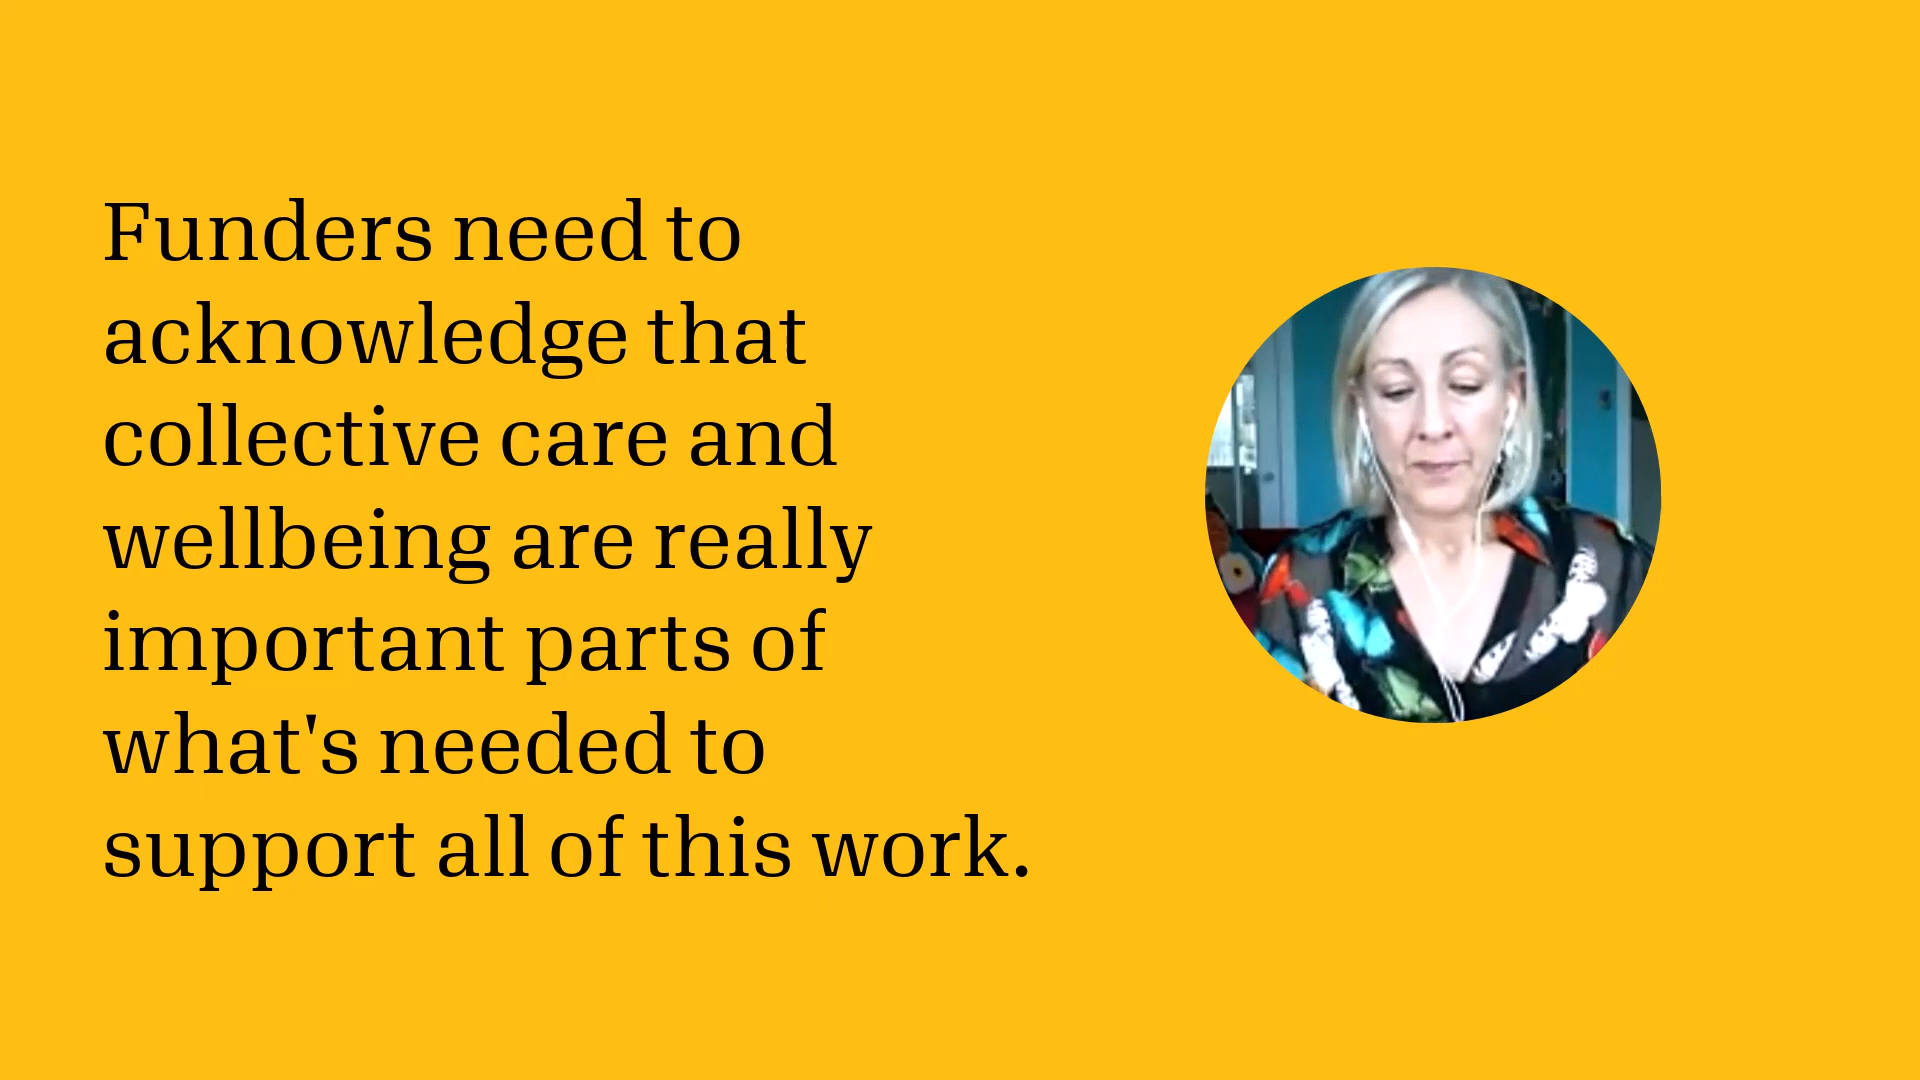 Funders need to
acknowledge that
collective care and
wellbeing are really
important parts of
what's needed to
support all of this work.